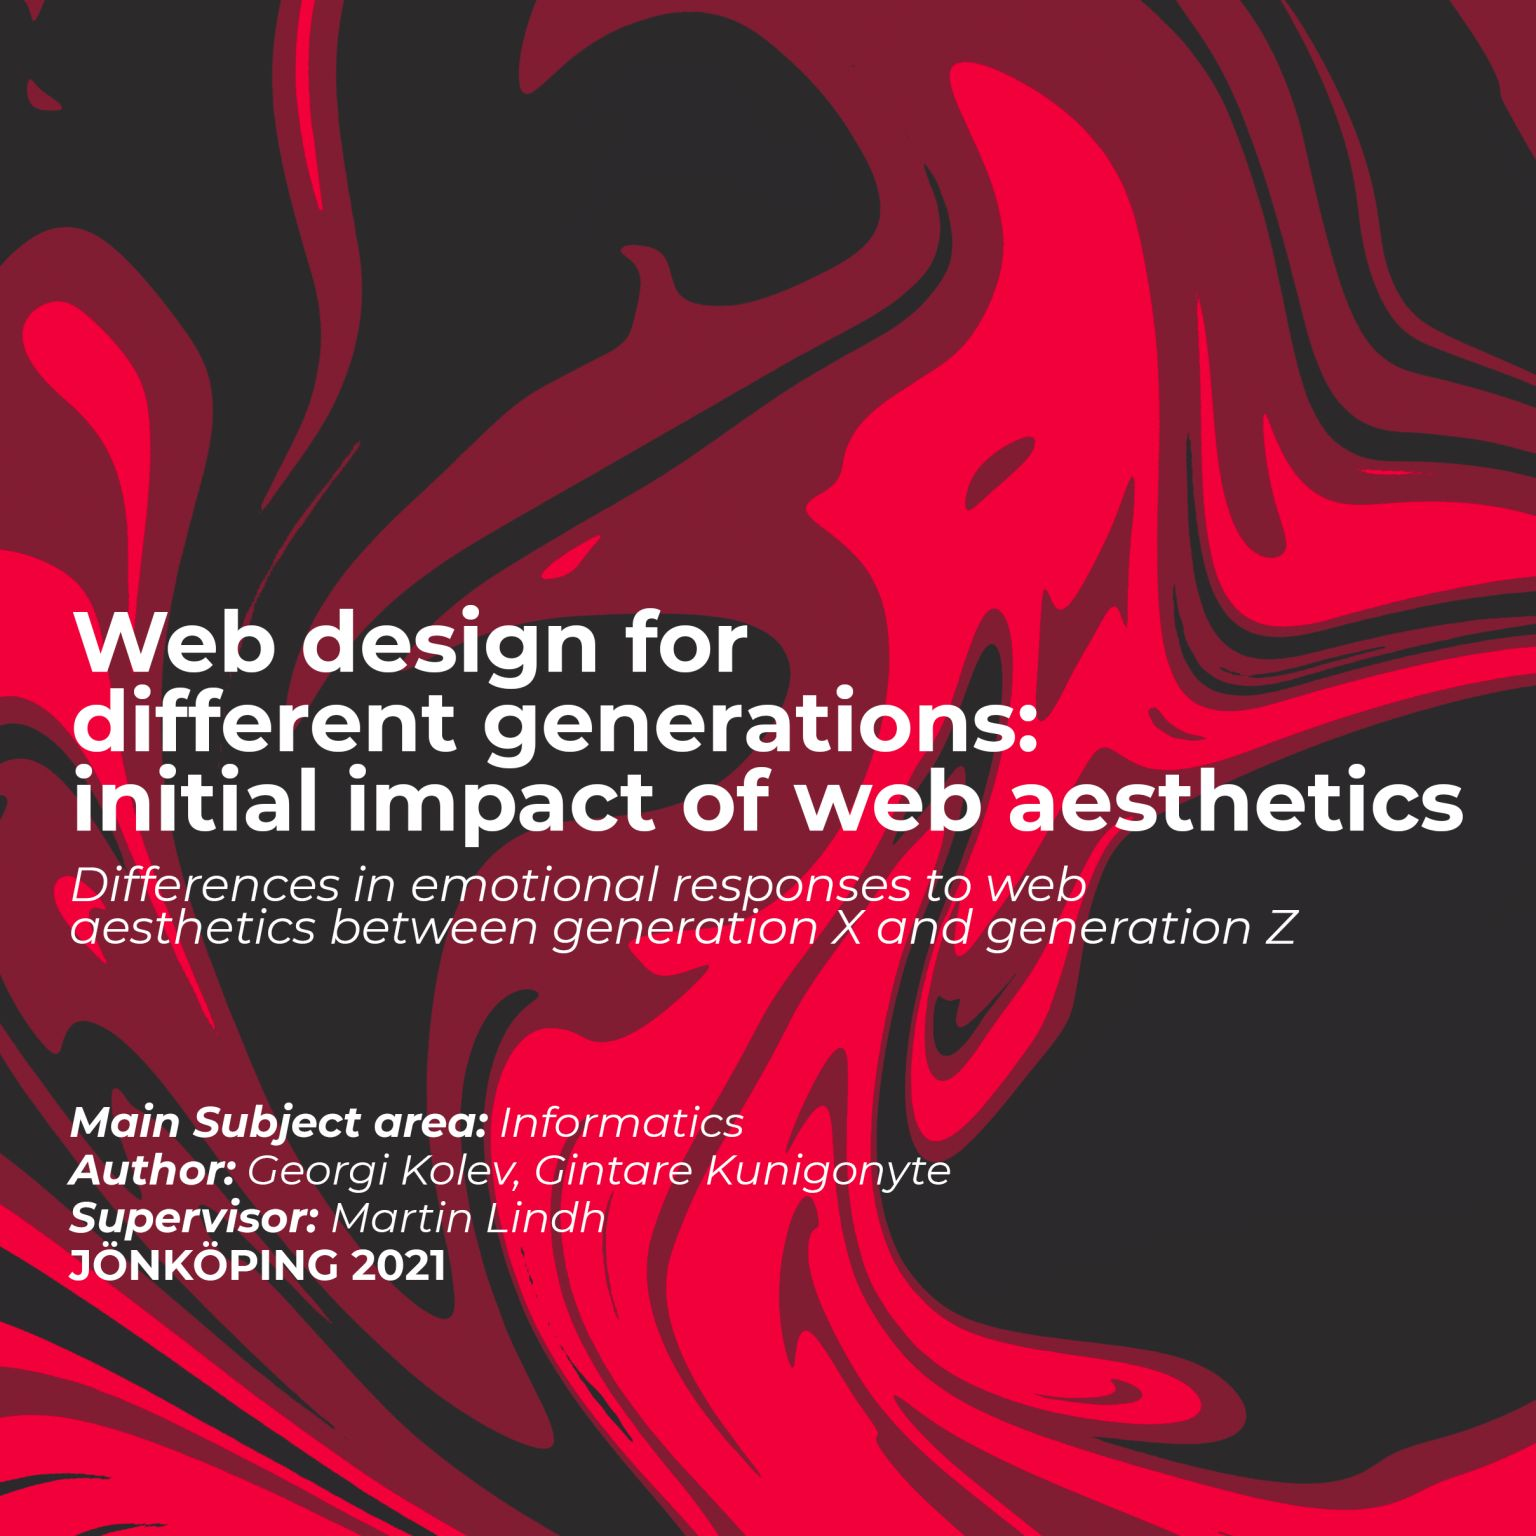 Web design for
different generations:
initial impact of web aesthetics
Differences in emotional responses to web
aesthetics between generation X and generation Z
Main Subject area: Informatics
Author: Georgi Kolev, Gintare Kunigonyte
Supervisor: Martin Lindh
JÖNKÖPING 2021